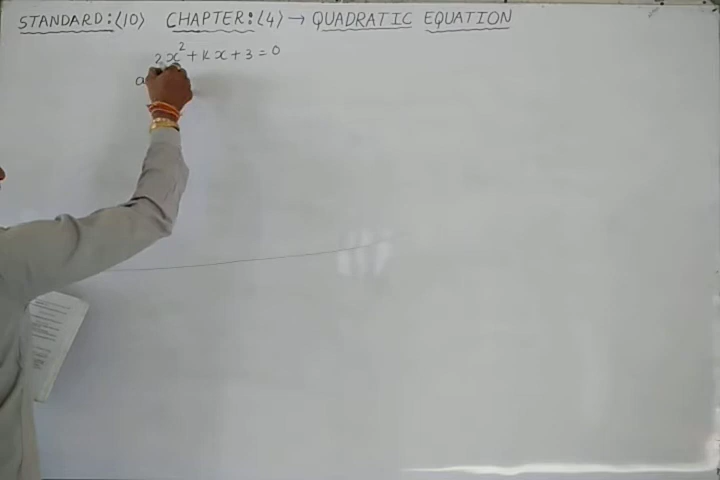 STANDARD:(10) CHAPTER:(4) → QUADRATIC EQUATION
2x² + kx + 3 = 0
a